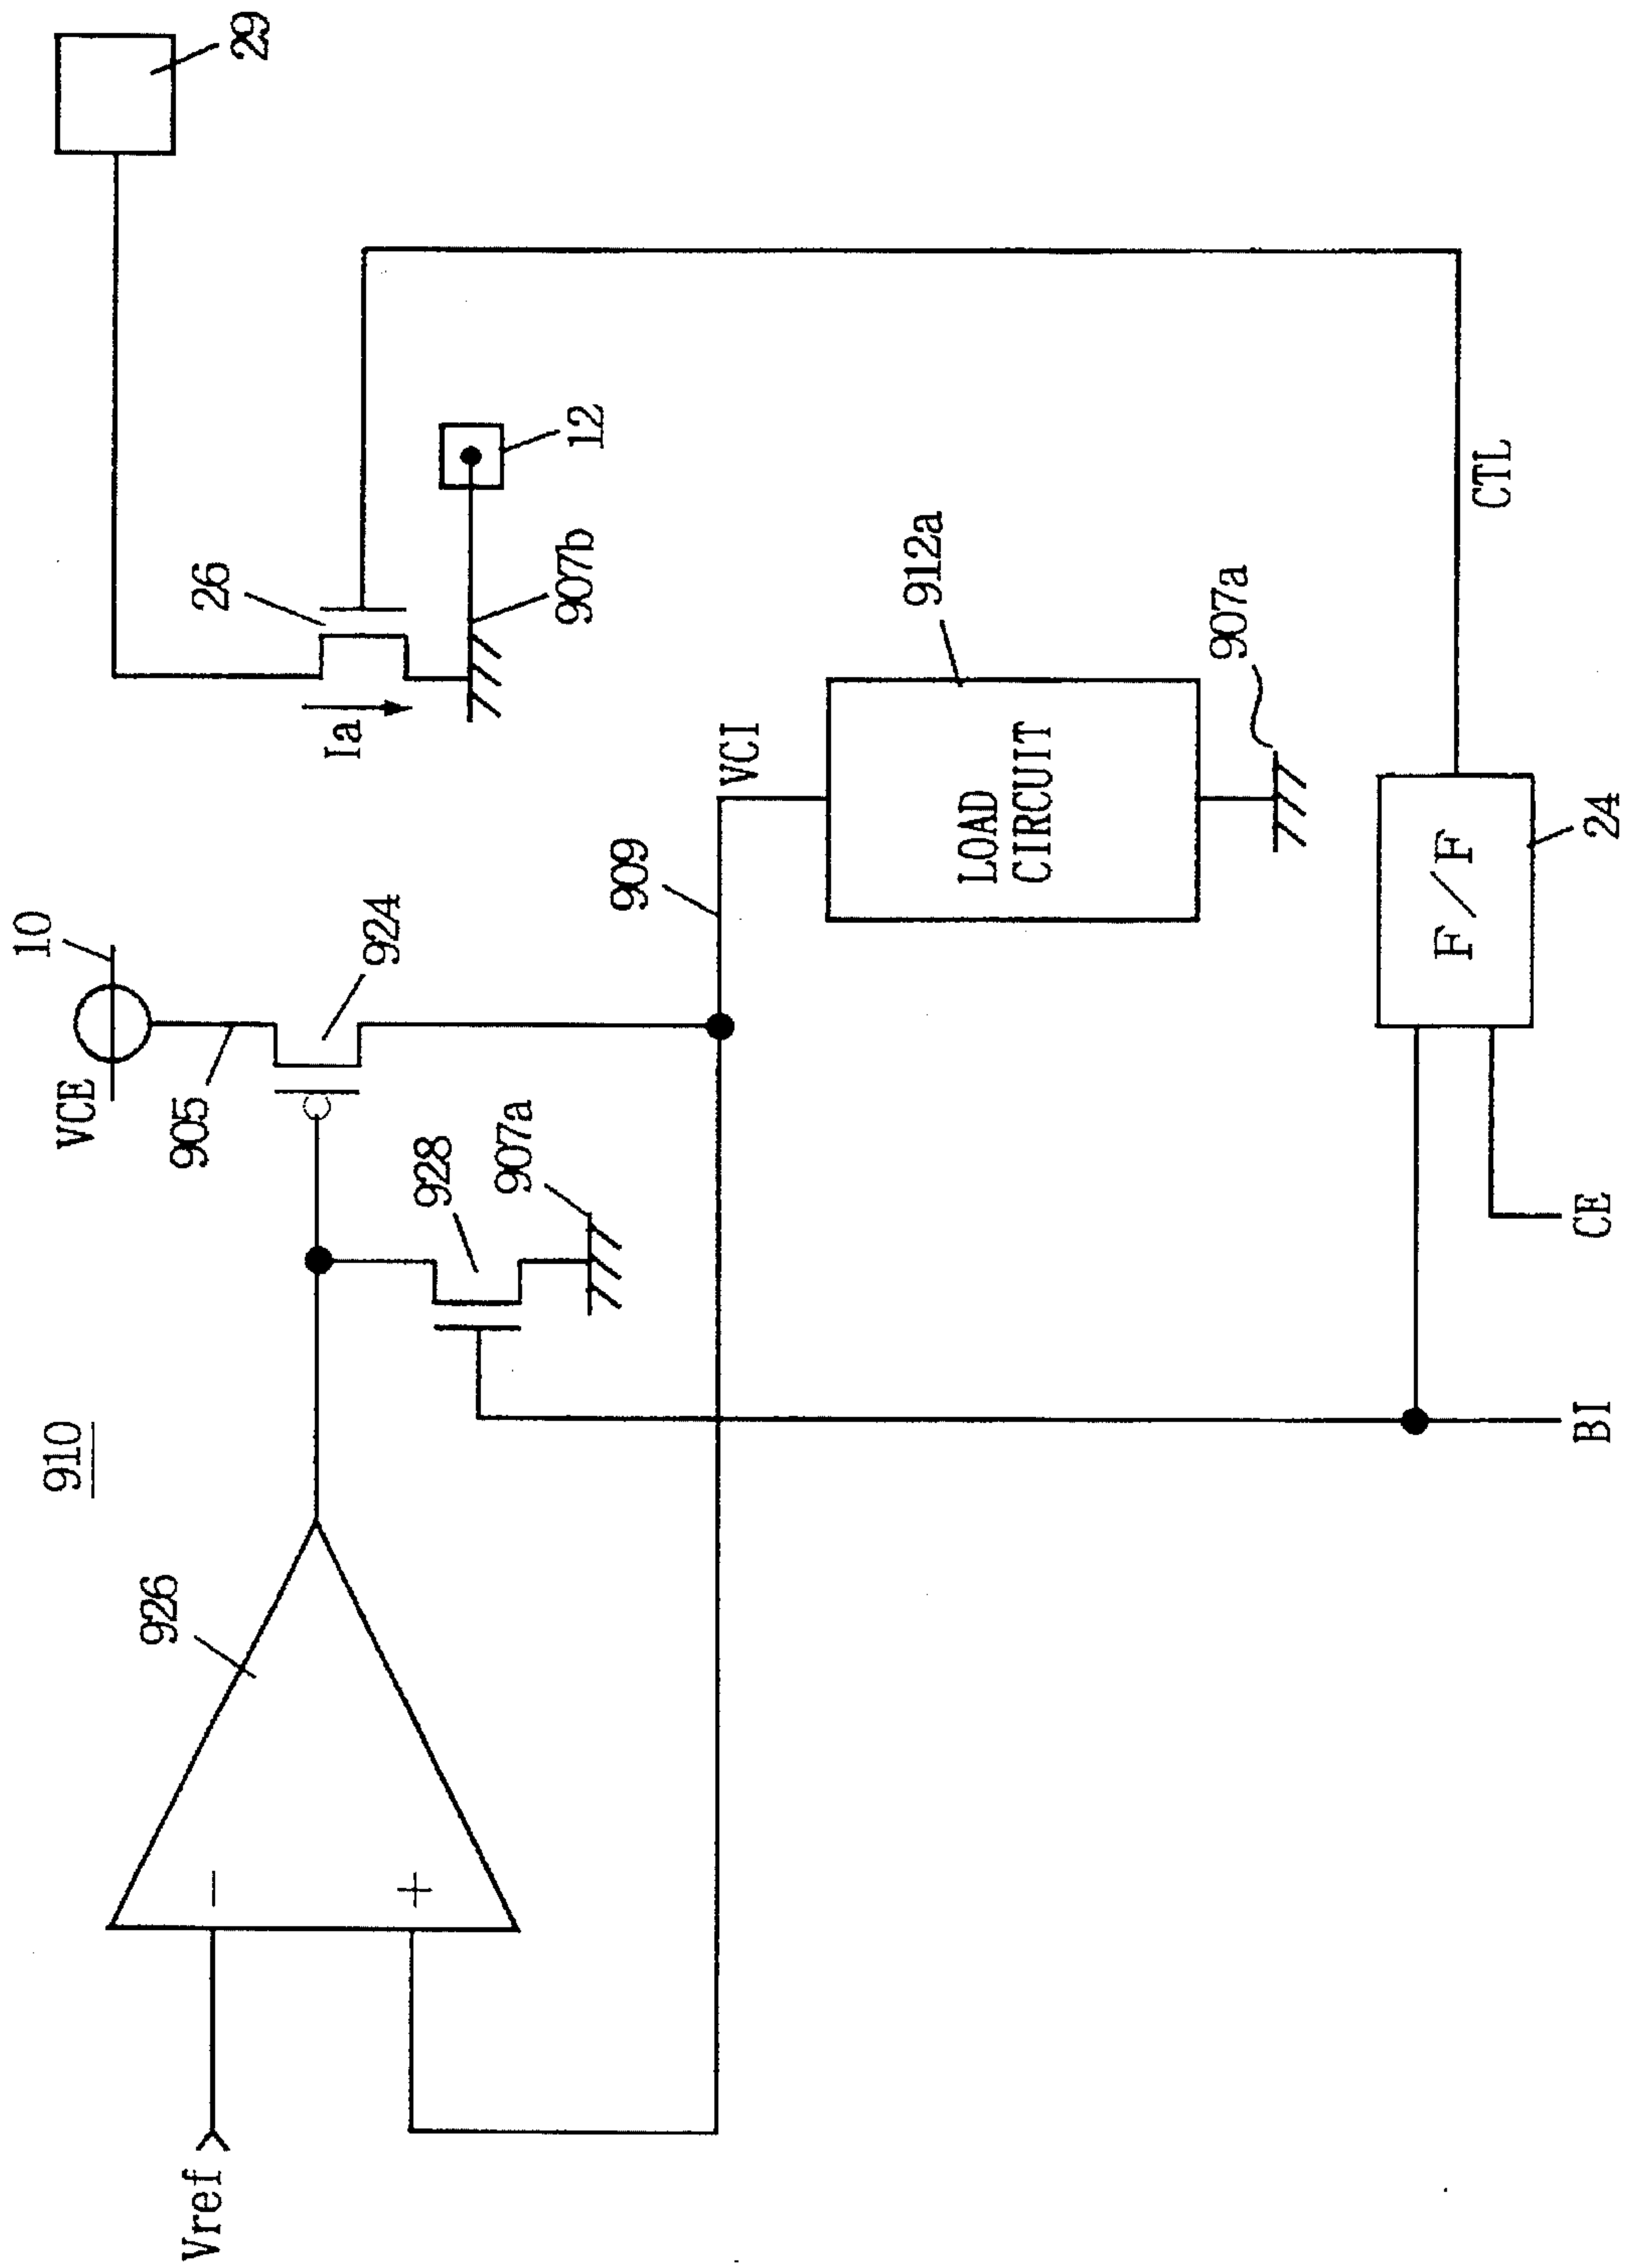 910
VCE
10
29
905
924
926
928
907a
26
Ia
907b
12
Vref
−
+
909
VCI
LOAD
CIRCUIT
912a
907a
CTL
F/F
24
BI
CE